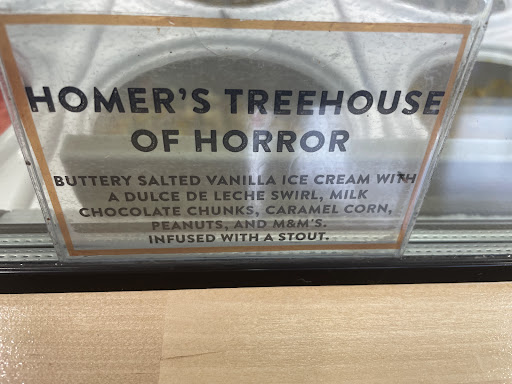 HOMER'S TREEHOUSE
OF HORROR
BUTTERY SALTED VANILLA ICE CREAM WITH
A DULCE DE LECHE SWIRL, MILK
CHOCOLATE CHUNKS, CARAMEL CORN,
PEANUTS, AND M&M'S.
INFUSED WITH A STOUT.